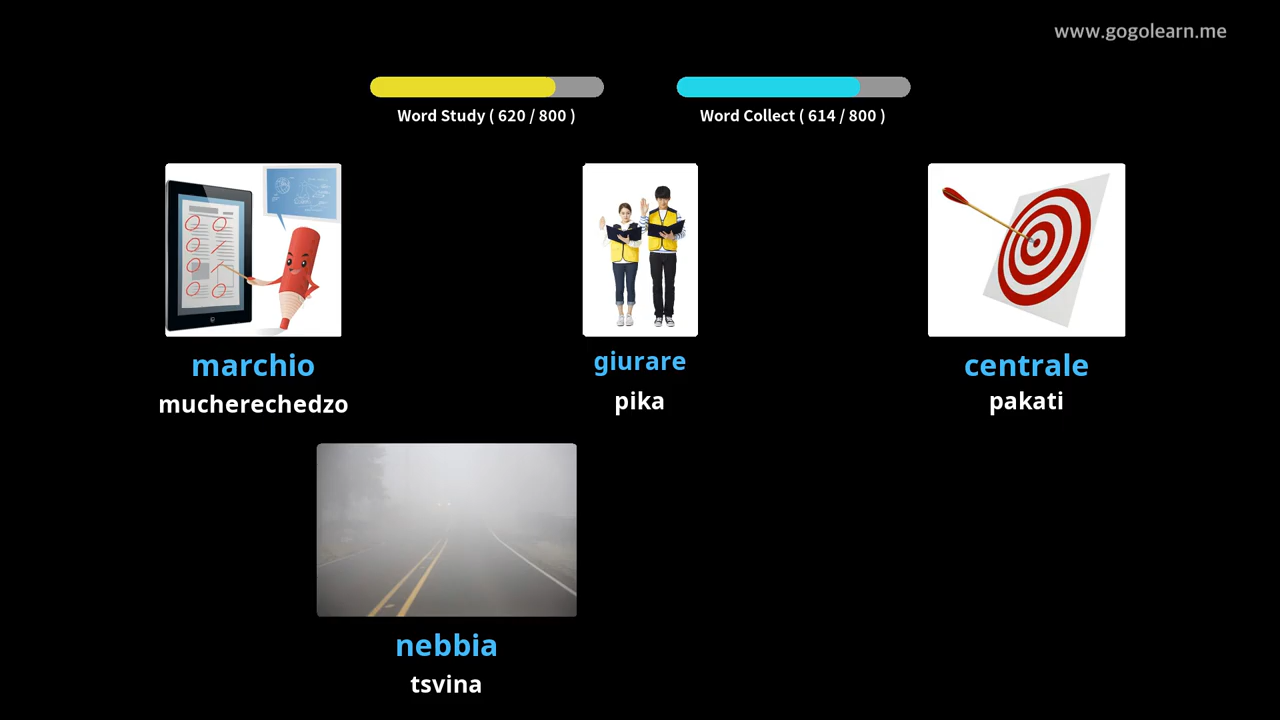 www.gogolearn.me
Word Study ( 620 / 800 )
Word Collect ( 614 / 800 )
marchio
mucherechedzo
giurare
pika
centrale
pakati
nebbia
tsvina